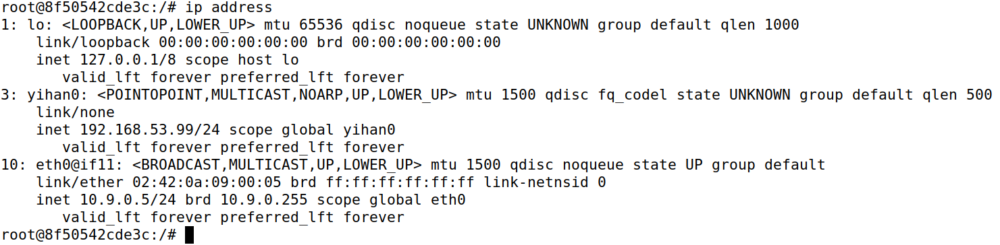 root@8f50542cde3c:/# ip address
1: lo: <LOOPBACK,UP,LOWER_UP> mtu 65536 qdisc noqueue state UNKNOWN group default qlen 1000
    link/loopback 00:00:00:00:00:00 brd 00:00:00:00:00:00
    inet 127.0.0.1/8 scope host lo
       valid_lft forever preferred_lft forever
3: yihan0: <POINTOPOINT,MULTICAST,NOARP,UP,LOWER_UP> mtu 1500 qdisc fq_codel state UNKNOWN group default qlen 500
    link/none
    inet 192.168.53.99/24 scope global yihan0
       valid_lft forever preferred_lft forever
10: eth0@if11: <BROADCAST,MULTICAST,UP,LOWER_UP> mtu 1500 qdisc noqueue state UP group default
    link/ether 02:42:0a:09:00:05 brd ff:ff:ff:ff:ff:ff link-netnsid 0
    inet 10.9.0.5/24 brd 10.9.0.255 scope global eth0
       valid_lft forever preferred_lft forever
root@8f50542cde3c:/#